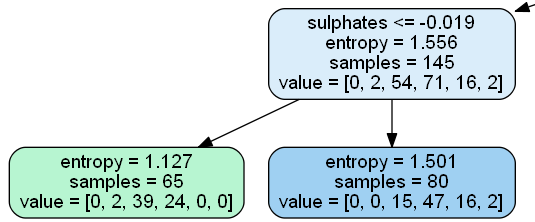 sulphates <= -0.019
entropy = 1.556
samples = 145
value = [0, 2, 54, 71, 16, 2]
entropy = 1.127
samples = 65
value = [0, 2, 39, 24, 0, 0]
entropy = 1.501
samples = 80
value = [0, 0, 15, 47, 16, 2]